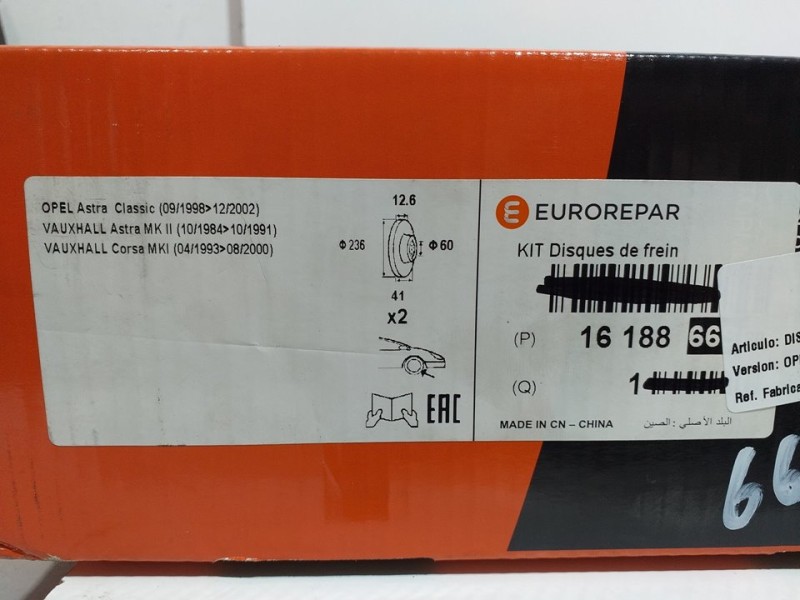 OPEL Astra Classic (09/1998>12/2002)
VAUXHALL Astra MK II (10/1984>10/1991)
VAUXHALL Corsa MKI (04/1993>08/2000)
12.6
Φ 236
Φ 60
41
x2
EAC
EUROREPAR
KIT Disques de frein
(P) 16 188 66
(Q) 1
MADE IN CN – CHINA
البلد الأصلي : الصين
Articulo: DIS
Version: OP
Ref. Fabrica
66